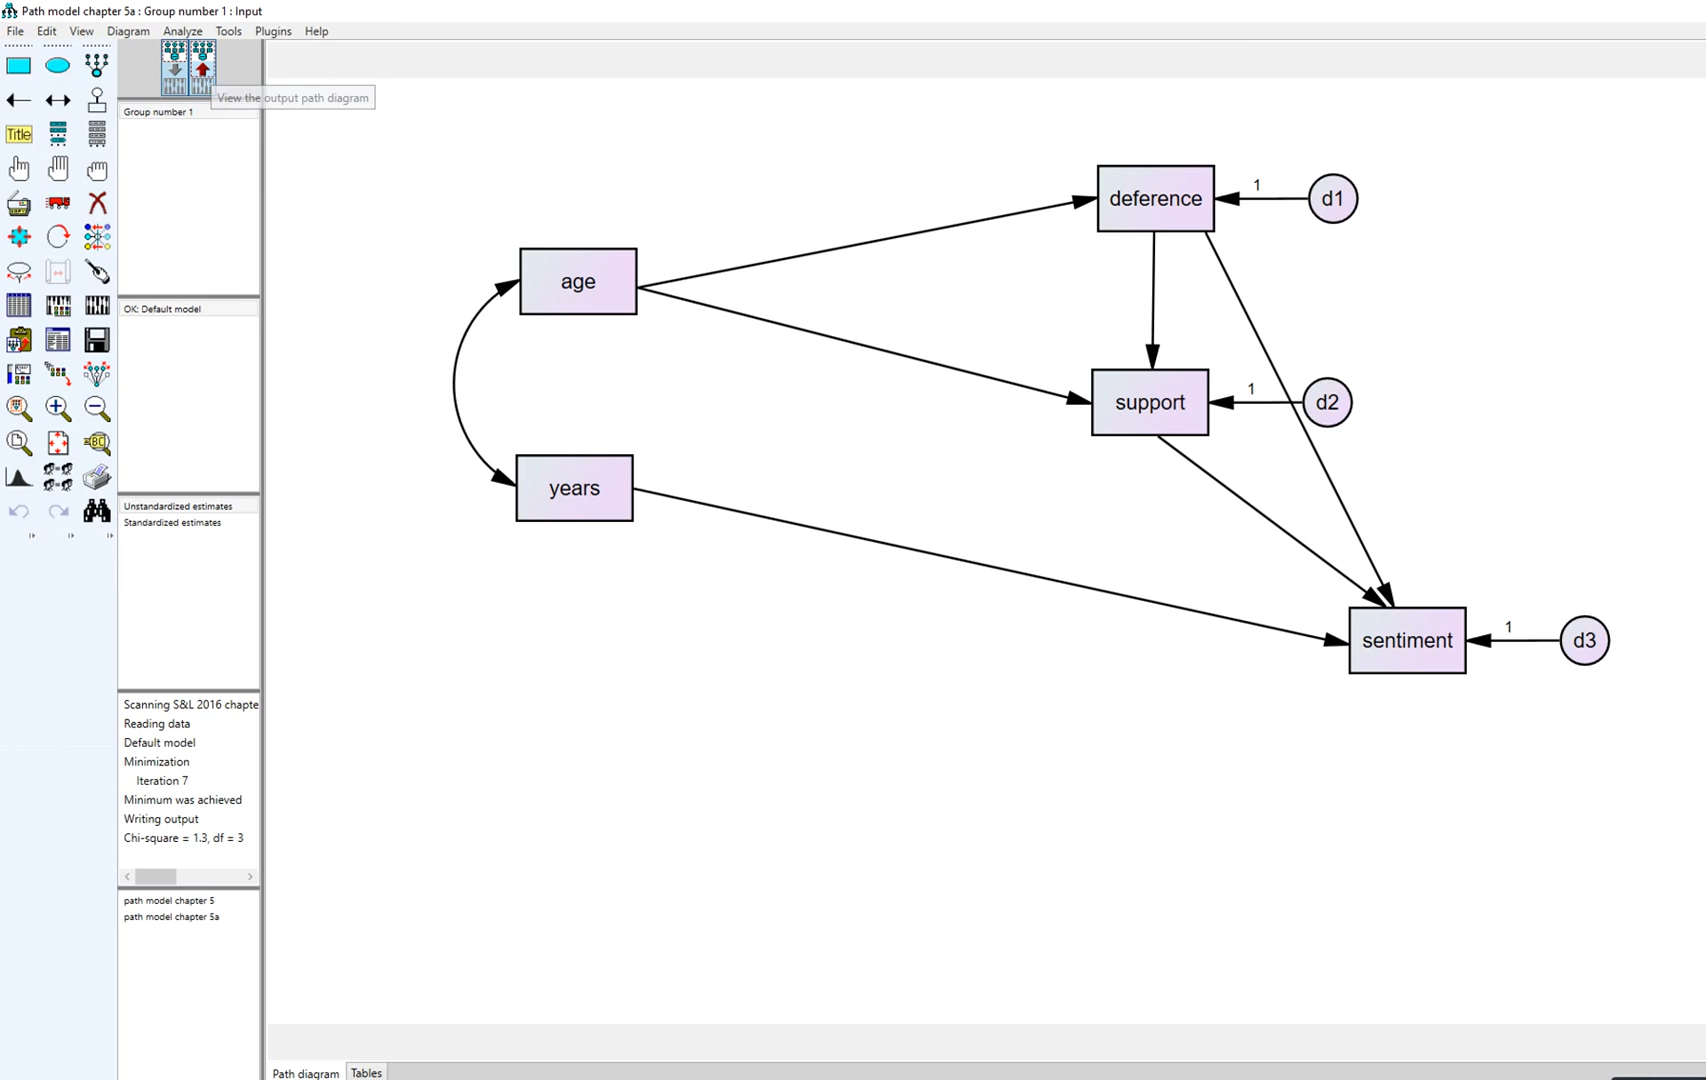 Path model chapter 5a : Group number 1 : Input
File Edit View Diagram Analyze Tools Plugins Help
View the output path diagram
Title
Group number 1
OK: Default model
Unstandardized estimates
Standardized estimates
Scanning S&L 2016 chapte
Reading data
Default model
Minimization
Iteration 7
Minimum was achieved
Writing output
Chi-square = 1.3, df = 3
path model chapter 5
path model chapter 5a
deference
1
d1
age
support
1
d2
years
sentiment
1
d3
ABC
Path diagram Tables